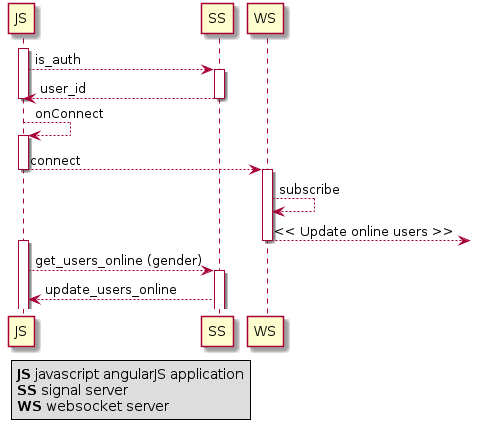 JS SS WS
is_auth
user_id
onConnect
connect
subscribe
<< Update online users >>
get_users_online (gender)
update_users_online
JS SS WS
JS javascript angularJS application
SS signal server
WS websocket server